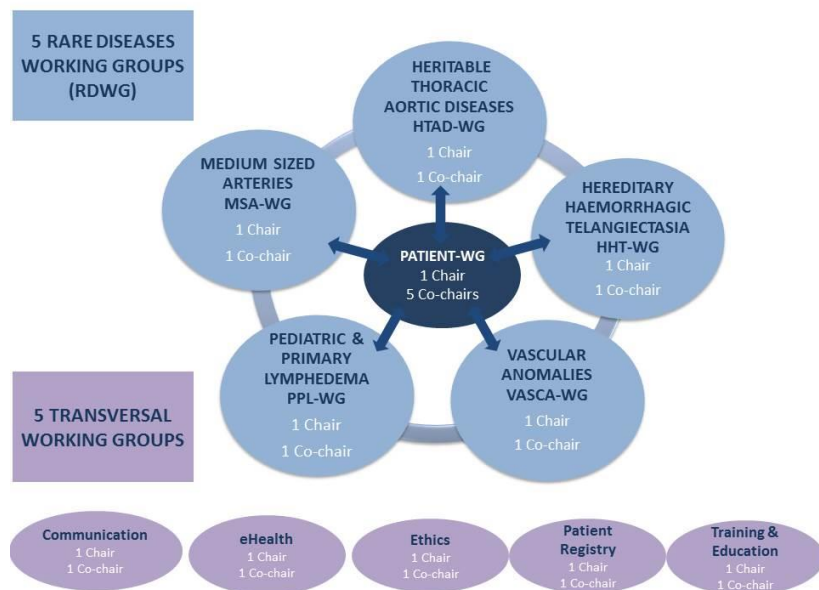 5 RARE DISEASES
WORKING GROUPS
(RDWG)
HERITABLE
THORACIC
AORTIC DISEASES
HTAD-WG
1 Chair
1 Co-chair
MEDIUM SIZED
ARTERIES
MSA-WG
1 Chair
1 Co-chair
HEREDITARY
HAEMORRHAGIC
TELANGIECTASIA
HHT-WG
1 Chair
1 Co-chair
PATIENT-WG
1 Chair
5 Co-chairs
PEDIATRIC &
PRIMARY
LYMPHEDEMA
PPL-WG
1 Chair
1 Co-chair
VASCULAR
ANOMALIES
VASCA-WG
1 Chair
1 Co-chair
5 TRANSVERSAL
WORKING GROUPS
Communication
1 Chair
1 Co-chair
eHealth
1 Chair
1 Co-chair
Ethics
1 Chair
1 Co-chair
Patient
Registry
1 Chair
1 Co-chair
Training &
Education
1 Chair
1 Co-chair